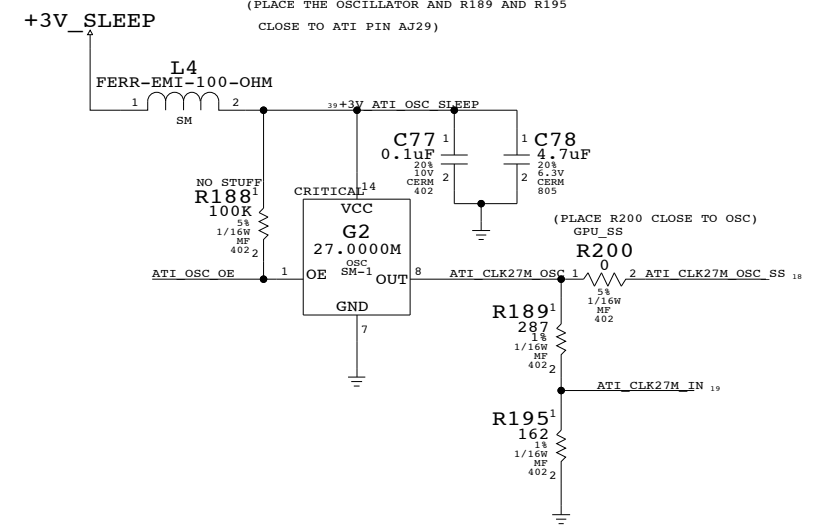 (PLACE THE OSCILLATOR AND R189 AND R195
CLOSE TO ATI PIN AJ29)
+3V_SLEEP
L4
FERR-EMI-100-OHM
1 2
SM
39 +3V_ATI_OSC_SLEEP
C77 1
0.1uF
20%
10V
CERM
402
2
1 C78
4.7uF
20%
6.3V
CERM
805
2
NO STUFF
R188 1
100K
5%
1/16W
MF
402 2
CRITICAL 14
VCC
G2
27.0000M
OSC
SM-1
ATI_OSC_OE 1 OE
OUT 8 ATI_CLK27M_OSC
GND
7
(PLACE R200 CLOSE TO OSC)
GPU_SS
R200
0
1 2 ATI_CLK27M_OSC_SS 18
5%
1/16W
MF
402
R189 1
287
1%
1/16W
MF
402 2
ATI_CLK27M_IN 19
R195 1
162
1%
1/16W
MF
402 2